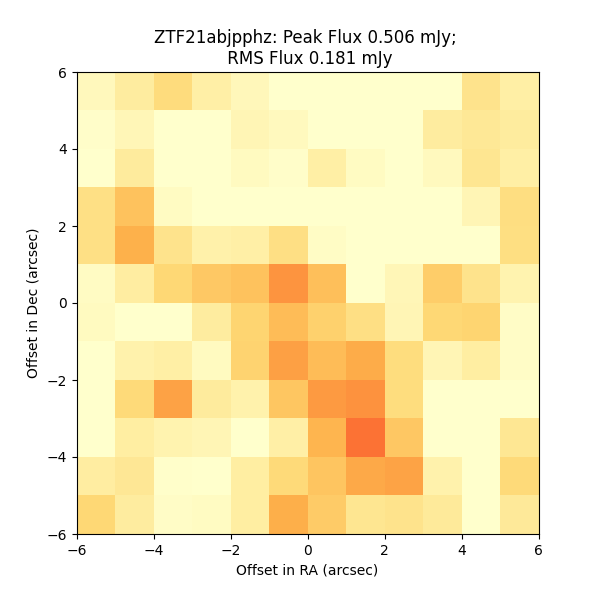 ZTF21abjpphz: Peak Flux 0.506 mJy;
RMS Flux 0.181 mJy
6
4
2
0
−2
−4
−6
Offset in Dec (arcsec)
−6 −4 −2 0 2 4 6
Offset in RA (arcsec)